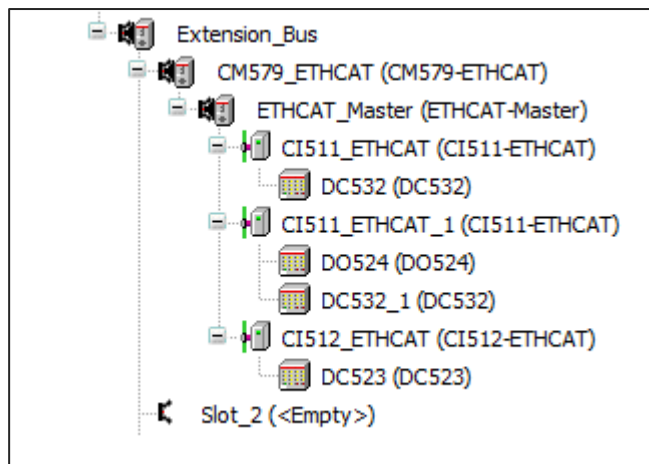 Extension_Bus
CM579_ETHCAT (CM579-ETHCAT)
ETHCAT_Master (ETHCAT-Master)
CI511_ETHCAT (CI511-ETHCAT)
DC532 (DC532)
CI511_ETHCAT_1 (CI511-ETHCAT)
DO524 (DO524)
DC532_1 (DC532)
CI512_ETHCAT (CI512-ETHCAT)
DC523 (DC523)
Slot_2 (<Empty>)